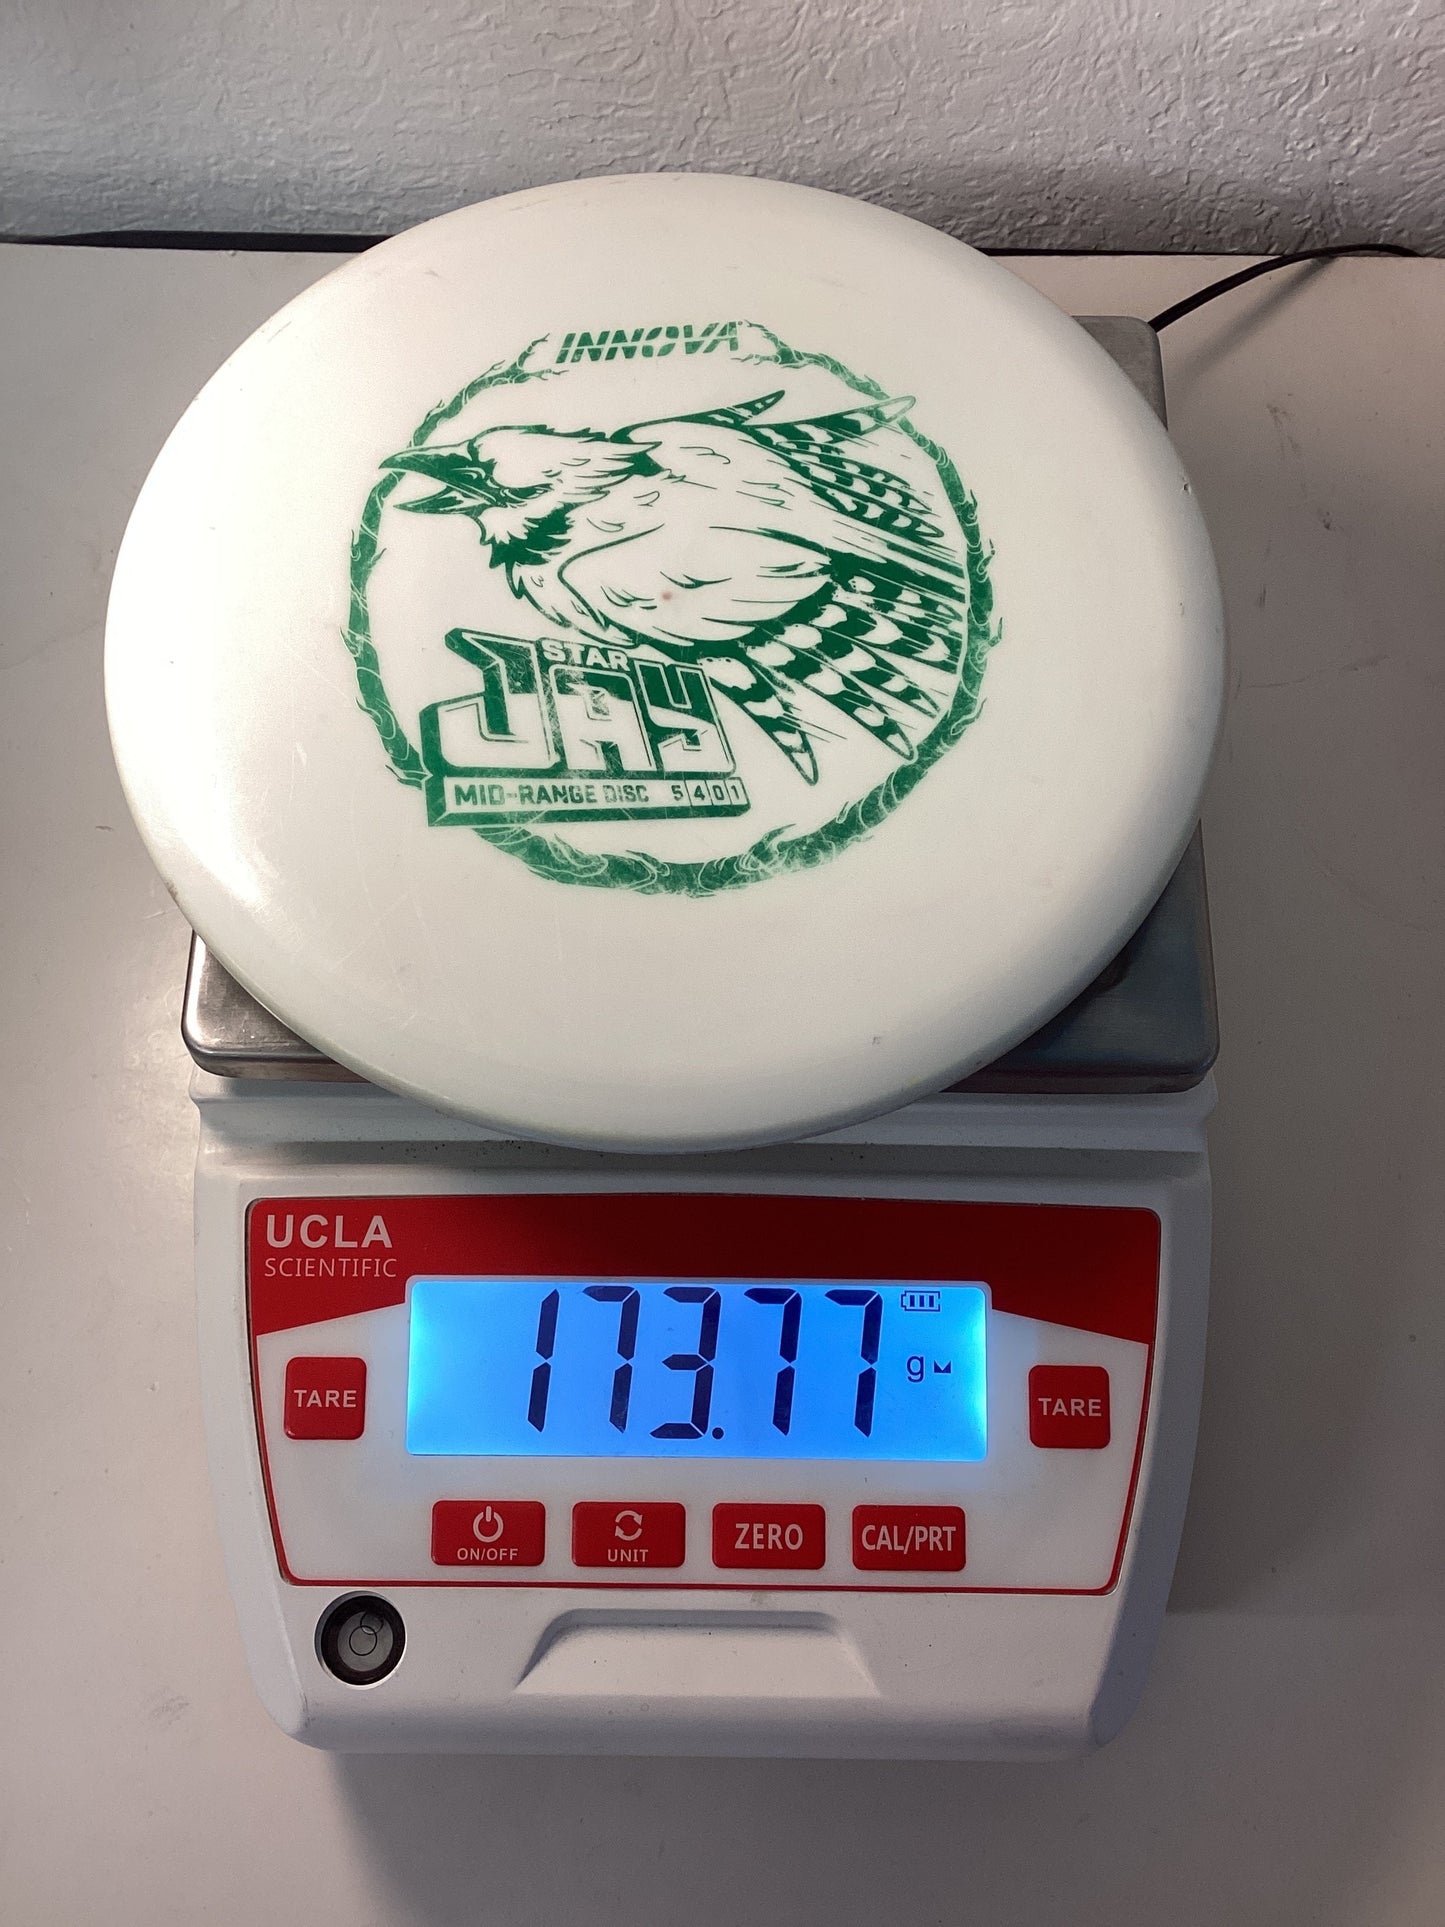 INNOVA
STAR
JAY
MID-RANGE DISC 5 4 0 1
UCLA
SCIENTIFIC
173.77 g
TARE
TARE
ON/OFF
UNIT
ZERO
CAL/PRT